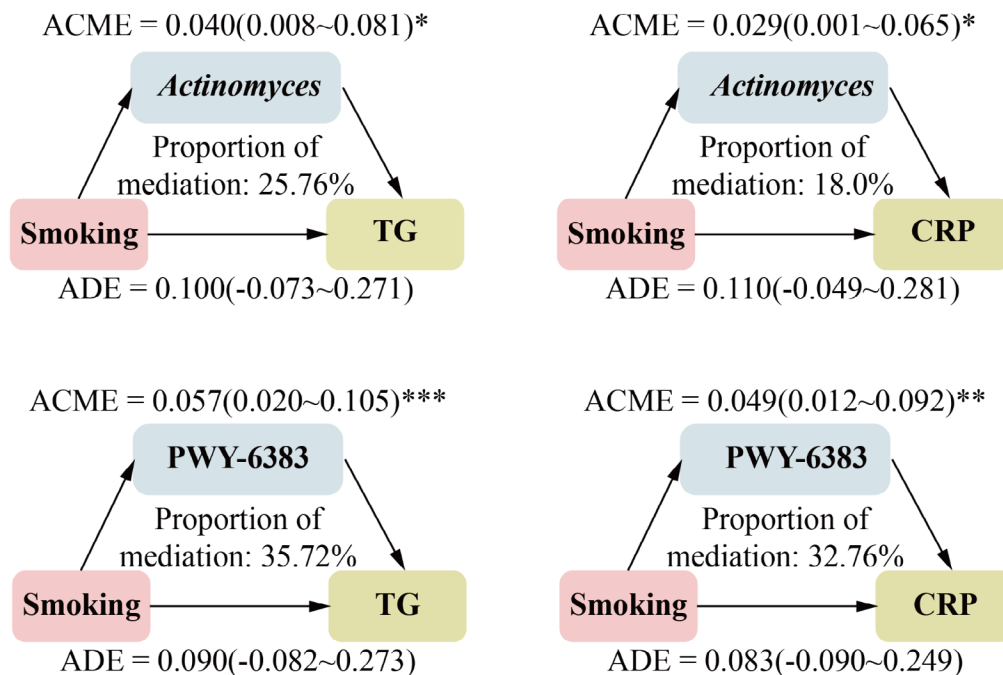 ACME = 0.040(0.008~0.081)*
Actinomyces
Proportion of
mediation: 25.76%
Smoking
TG
ADE = 0.100(-0.073~0.271)
ACME = 0.029(0.001~0.065)*
Actinomyces
Proportion of
mediation: 18.0%
Smoking
CRP
ADE = 0.110(-0.049~0.281)
ACME = 0.057(0.020~0.105)***
PWY-6383
Proportion of
mediation: 35.72%
Smoking
TG
ADE = 0.090(-0.082~0.273)
ACME = 0.049(0.012~0.092)**
PWY-6383
Proportion of
mediation: 32.76%
Smoking
CRP
ADE = 0.083(-0.090~0.249)